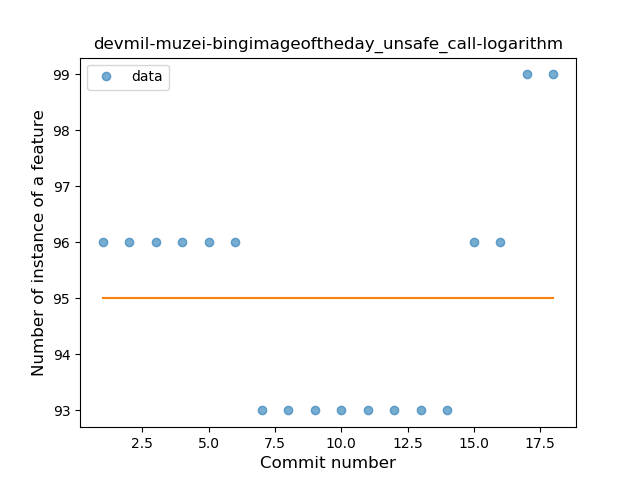 devmil-muzei-bingimageoftheday_unsafe_call-logarithm
data
Number of instance of a feature
99
98
97
96
95
94
93
2.5 5.0 7.5 10.0 12.5 15.0 17.5
Commit number